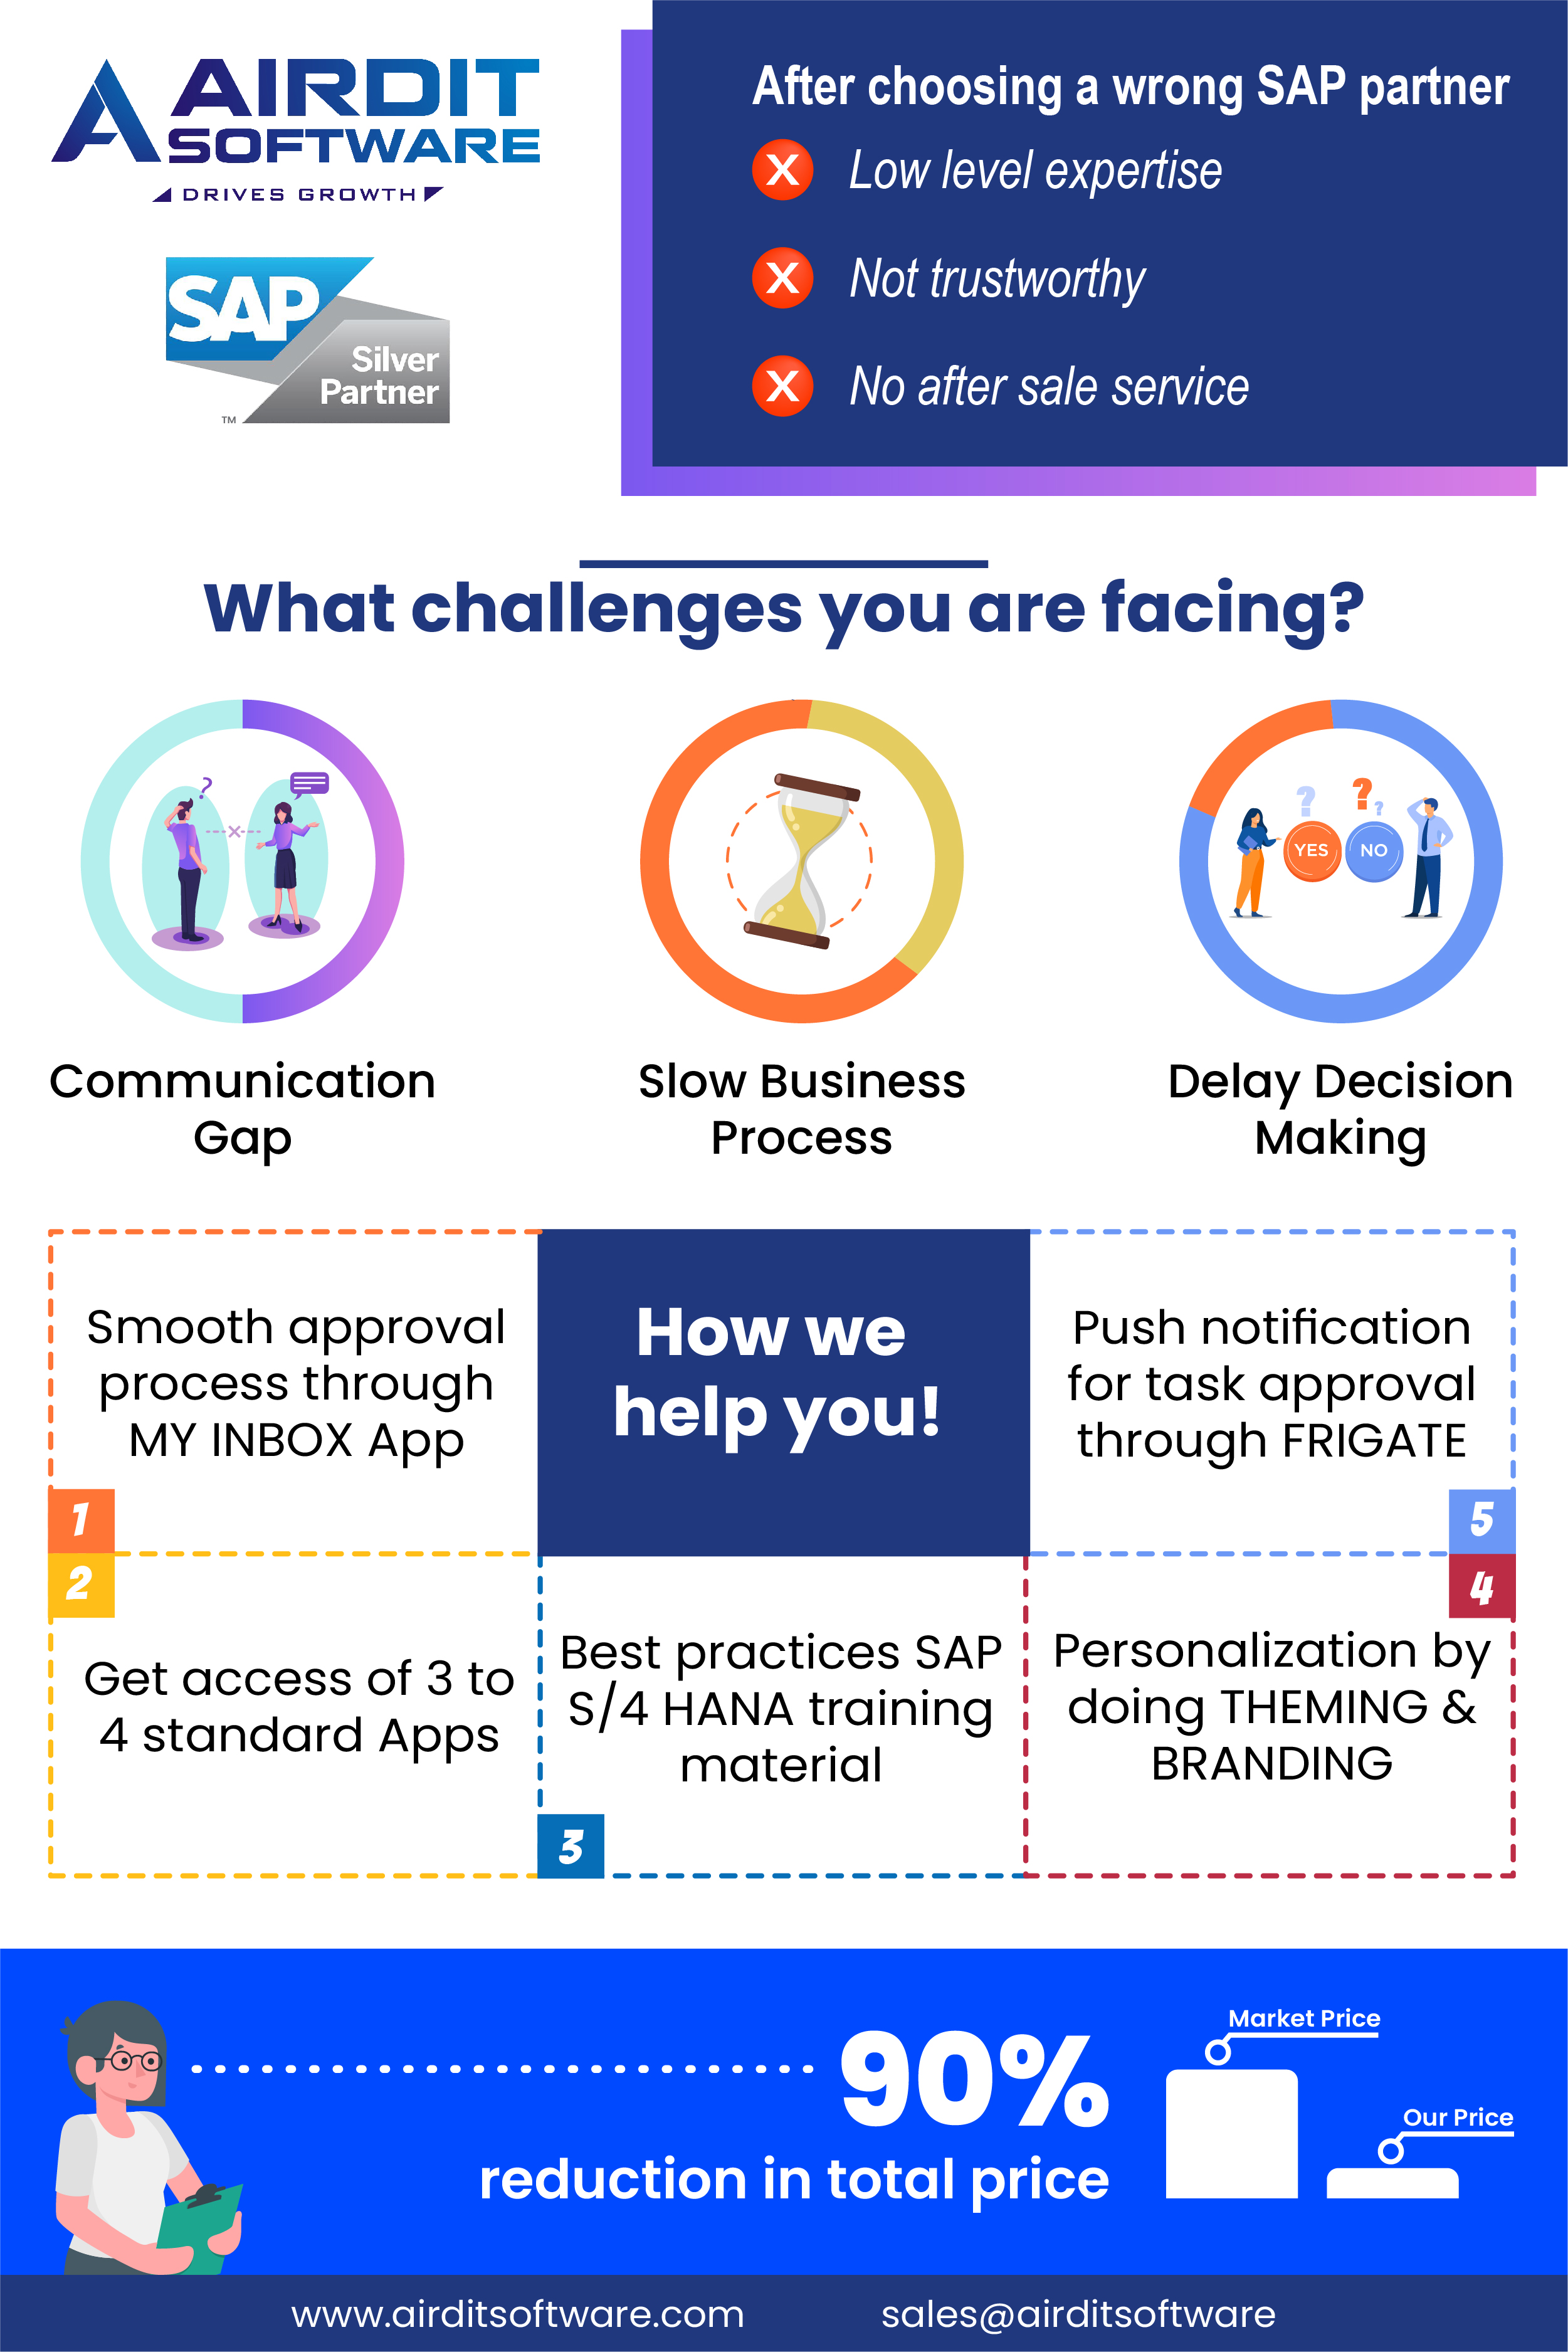 AIRDIT
SOFTWARE
DRIVES GROWTH
SAP
Silver
Partner
TM
After choosing a wrong SAP partner
X Low level expertise
X Not trustworthy
X No after sale service
What challenges you are facing?
?
x
? ? ?
YES NO
Communication
Gap
Slow Business
Process
Delay Decision
Making
Smooth approval
process through
MY INBOX App
1
How we
help you!
Push notification
for task approval
through FRIGATE
5
2
Get access of 3 to
4 standard Apps
Best practices SAP
S/4 HANA training
material
3
4
Personalization by
doing THEMING &
BRANDING
90%
reduction in total price
Market Price
Our Price
www.airditsoftware.com
sales@airditsoftware